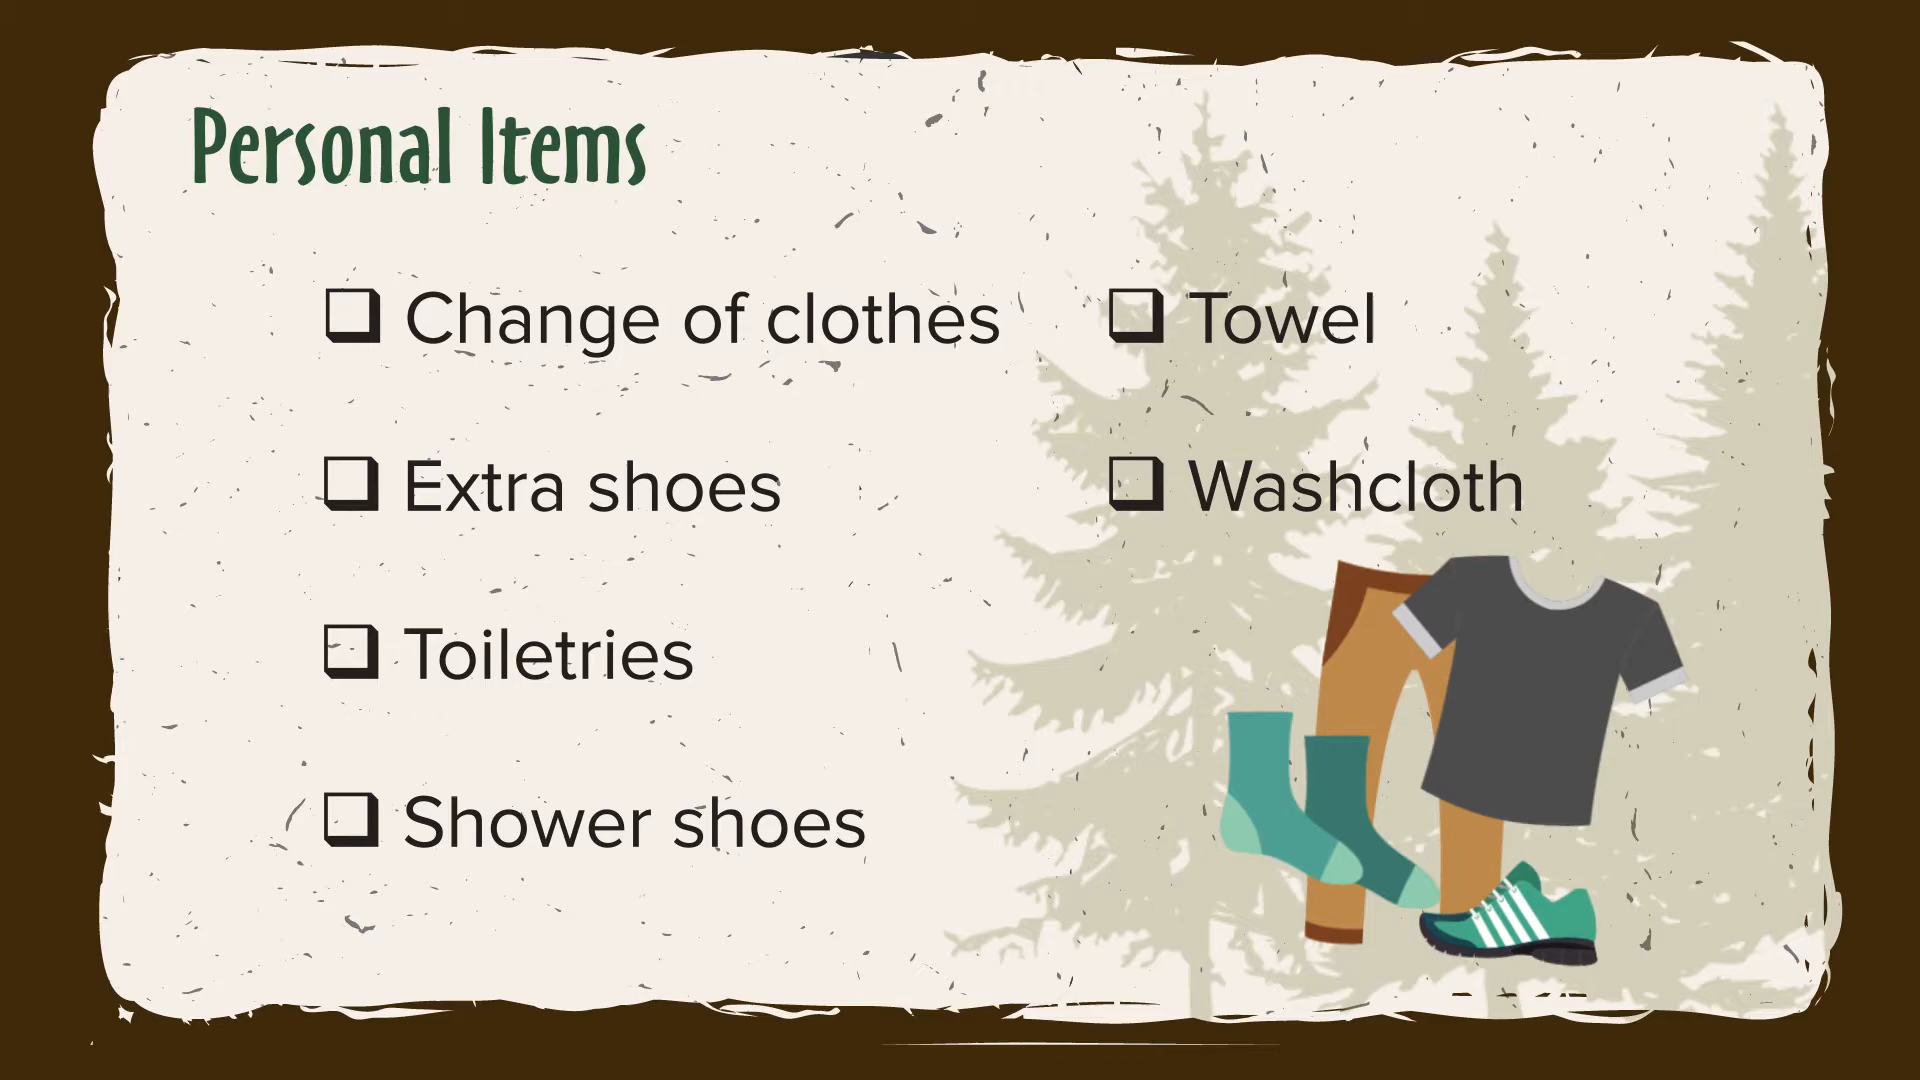 Personal Items
Change of clothes
Extra shoes
Toiletries
Shower shoes
Towel
Washcloth